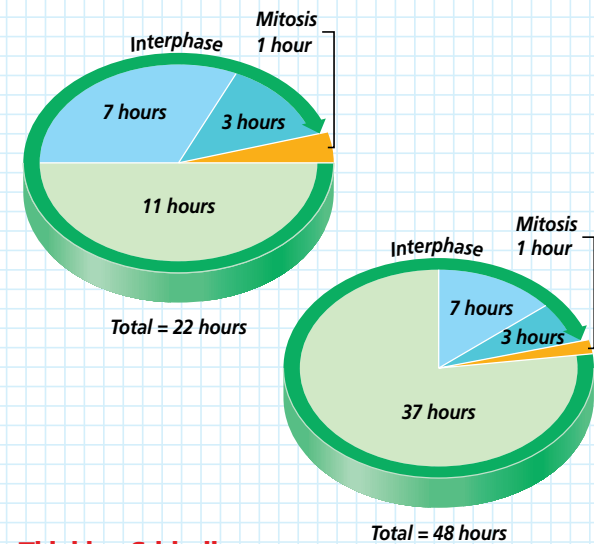 Mitosis
1 hour
Interphase
7 hours
3 hours
11 hours
Total = 22 hours
Mitosis
1 hour
Interphase
7 hours
3 hours
37 hours
Total = 48 hours